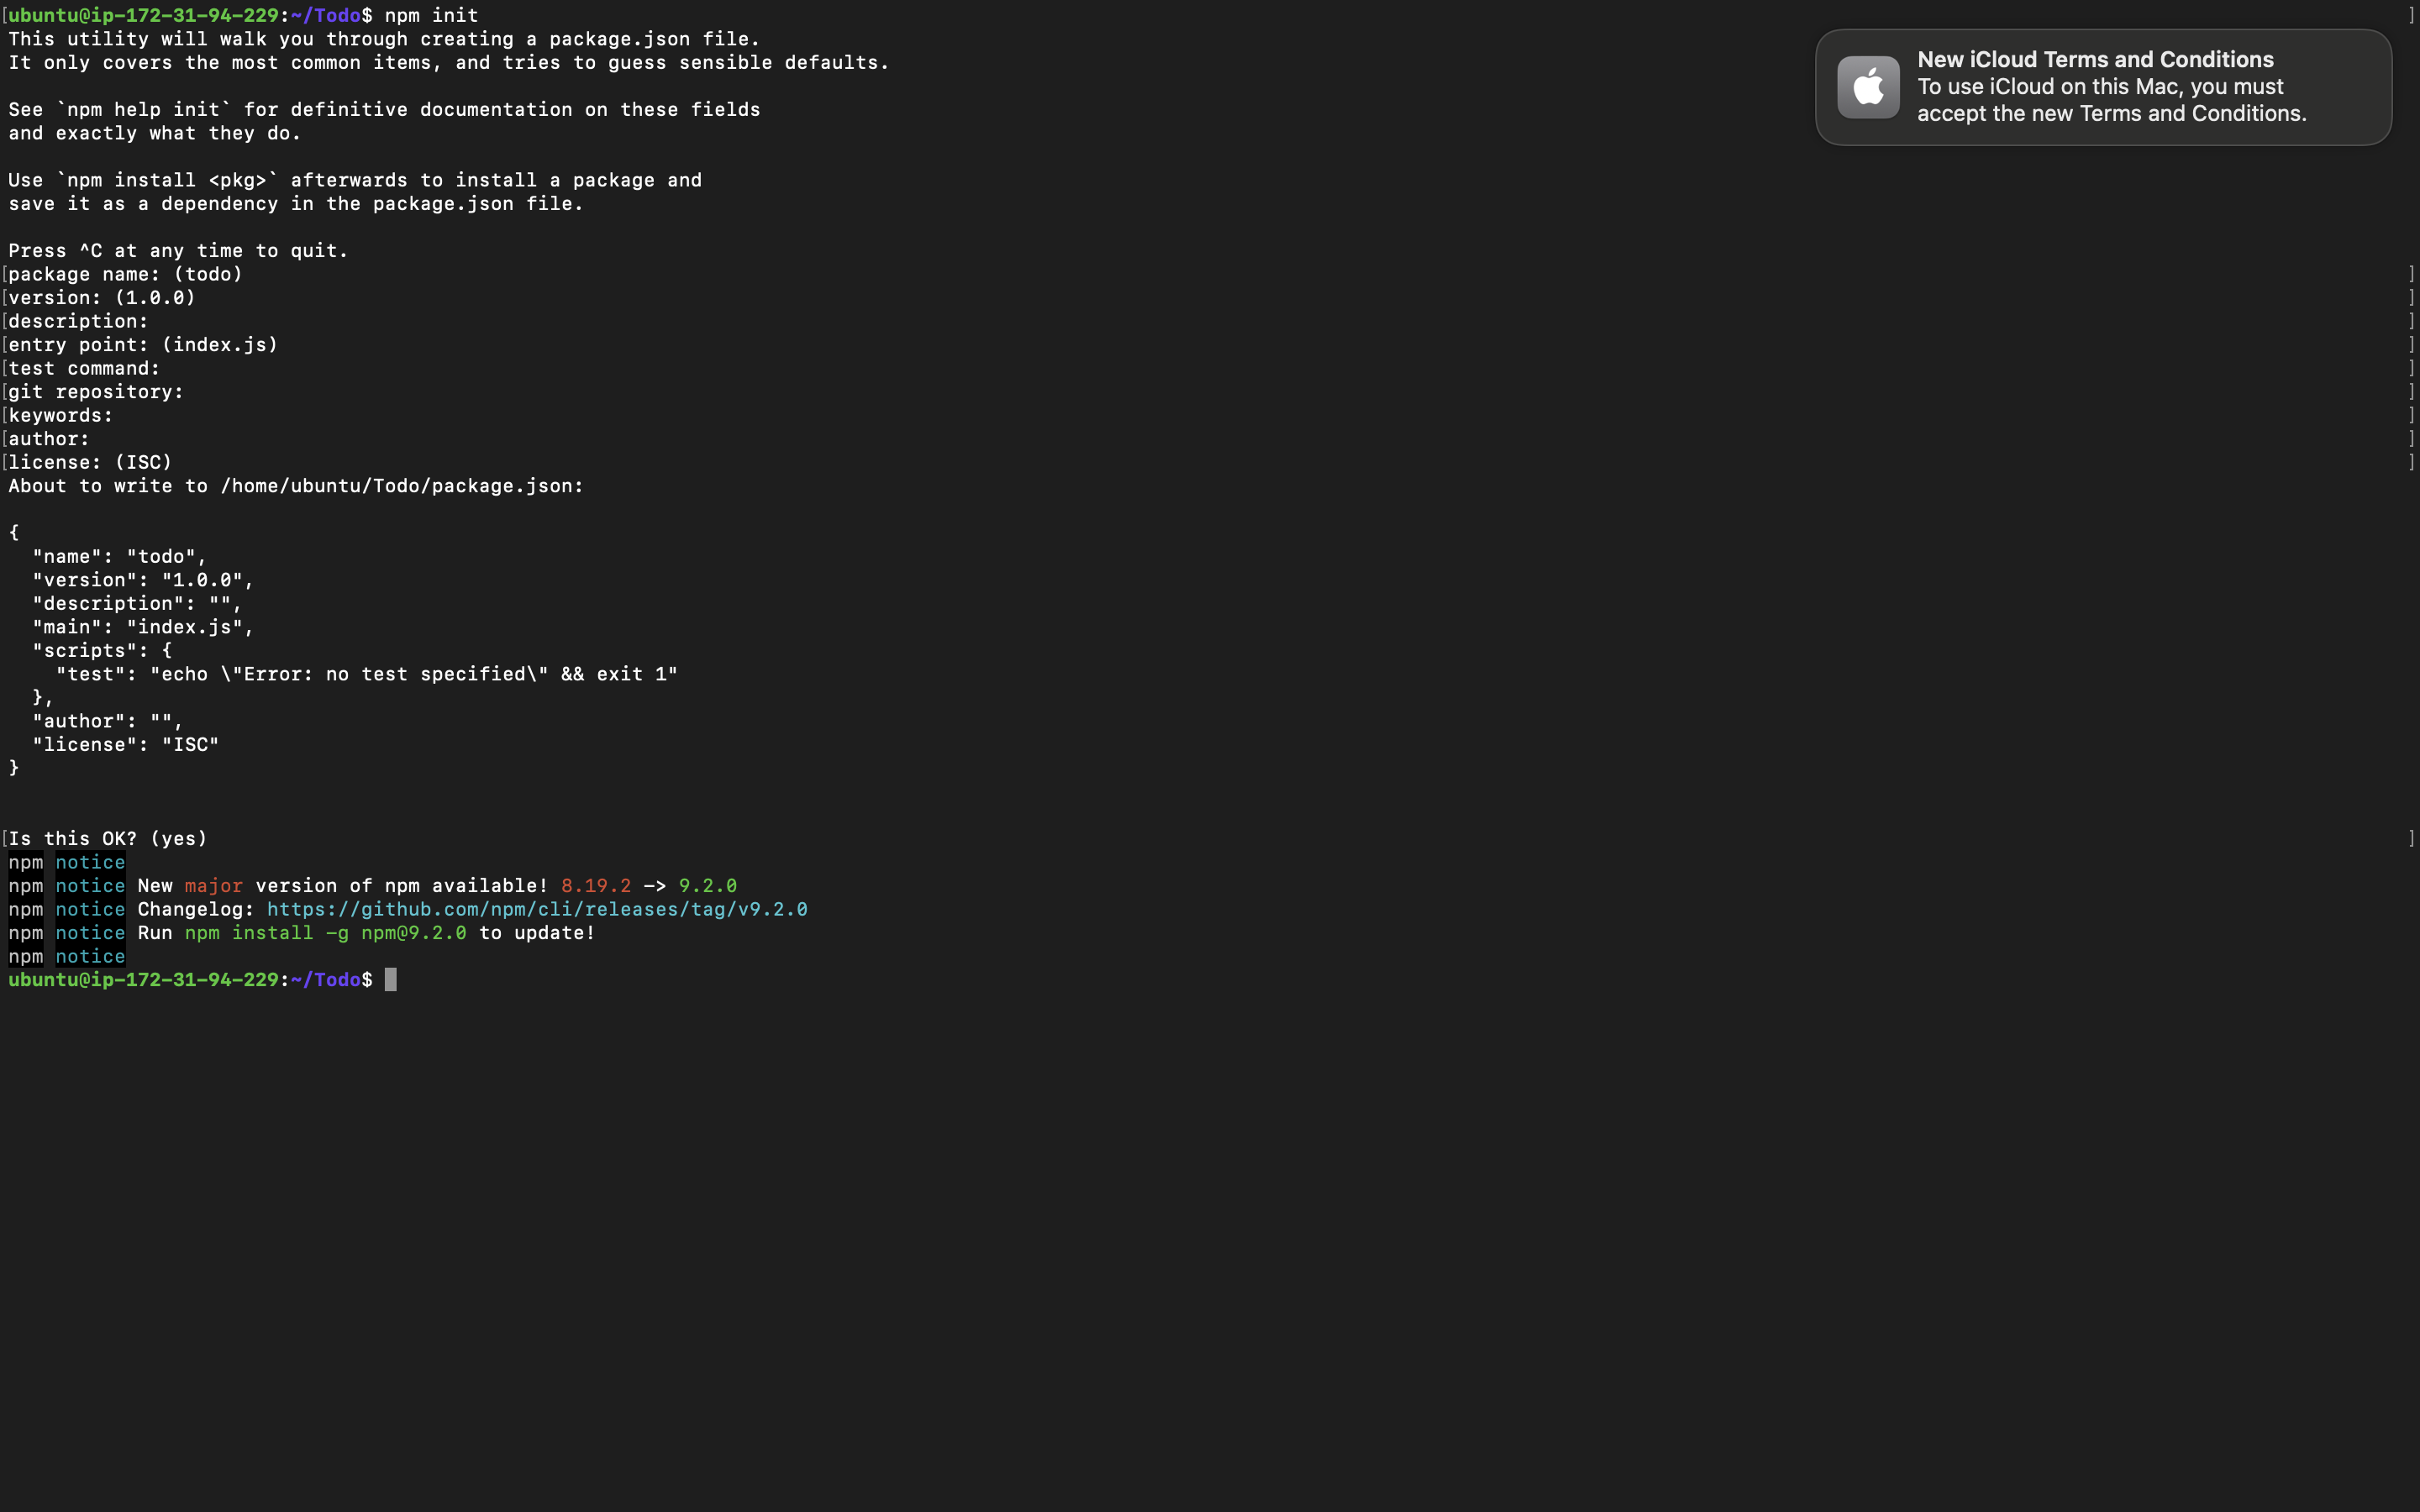 [ubuntu@ip-172-31-94-229:~/Todo$ npm init ]
This utility will walk you through creating a package.json file.
It only covers the most common items, and tries to guess sensible defaults.
See `npm help init` for definitive documentation on these fields
and exactly what they do.
Use `npm install <pkg>` afterwards to install a package and
save it as a dependency in the package.json file.
Press ^C at any time to quit.
[package name: (todo) ]
[version: (1.0.0) ]
[description: ]
[entry point: (index.js) ]
[test command: ]
[git repository: ]
[keywords: ]
[author: ]
[license: (ISC) ]
About to write to /home/ubuntu/Todo/package.json:
{
  "name": "todo",
  "version": "1.0.0",
  "description": "",
  "main": "index.js",
  "scripts": {
    "test": "echo \"Error: no test specified\" && exit 1"
  },
  "author": "",
  "license": "ISC"
}
[Is this OK? (yes) ]
npm notice
npm notice New major version of npm available! 8.19.2 -> 9.2.0
npm notice Changelog: https://github.com/npm/cli/releases/tag/v9.2.0
npm notice Run npm install -g npm@9.2.0 to update!
npm notice
ubuntu@ip-172-31-94-229:~/Todo$
New iCloud Terms and Conditions
To use iCloud on this Mac, you must
accept the new Terms and Conditions.